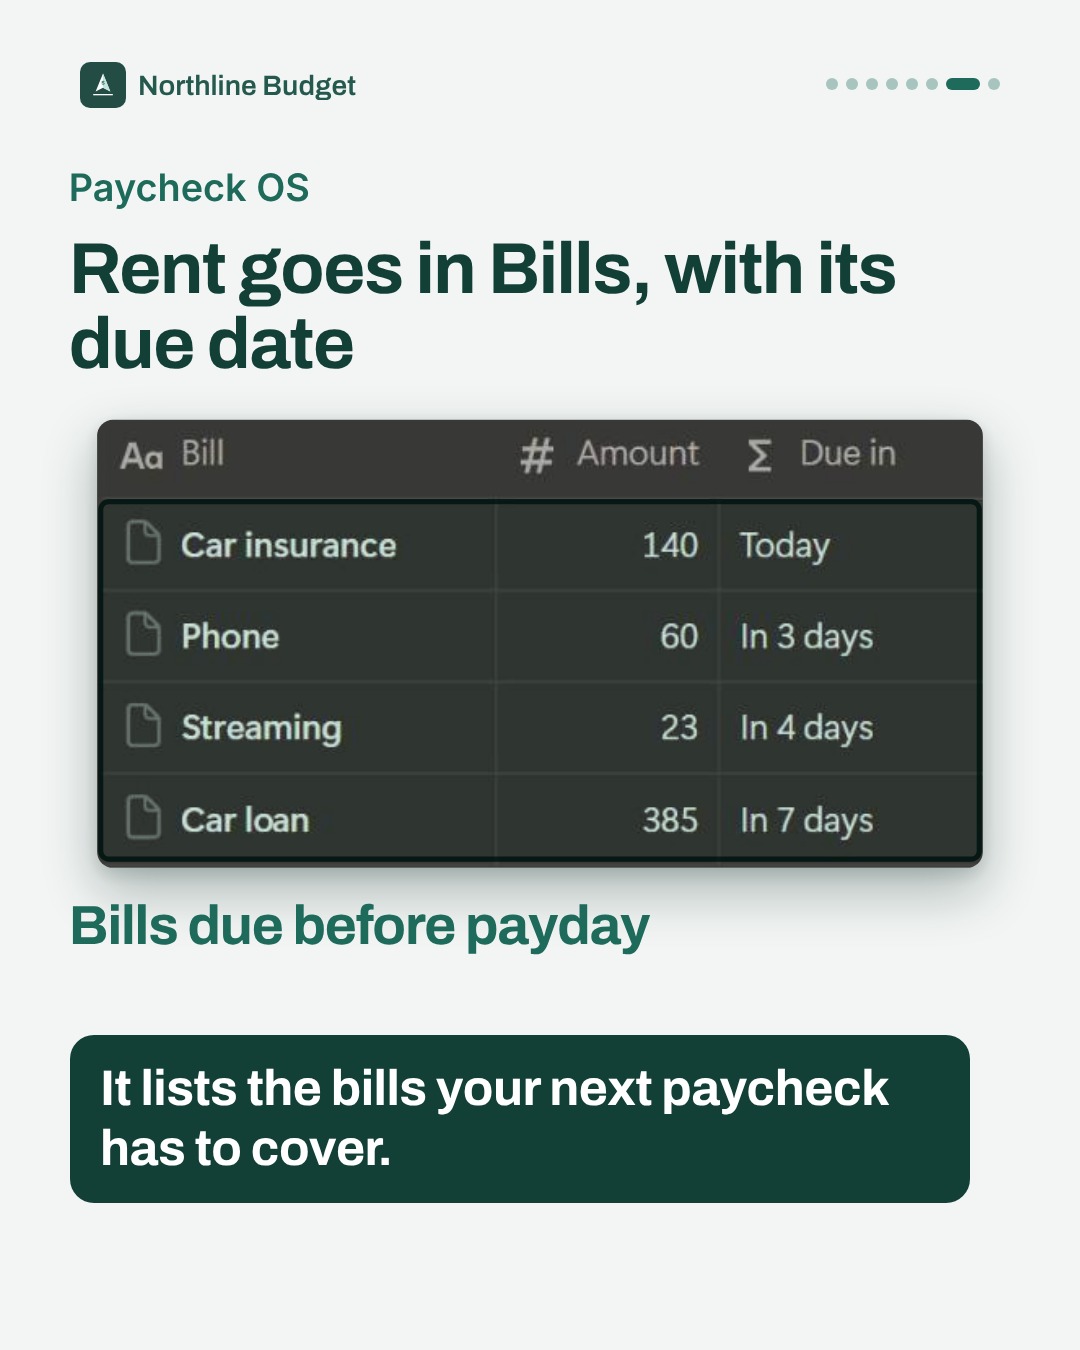 Northline Budget
Paycheck OS
Rent goes in Bills, with its
due date
Aa Bill # Amount Σ Due in
Car insurance 140 Today
Phone 60 In 3 days
Streaming 23 In 4 days
Car loan 385 In 7 days
Bills due before payday
It lists the bills your next paycheck
has to cover.